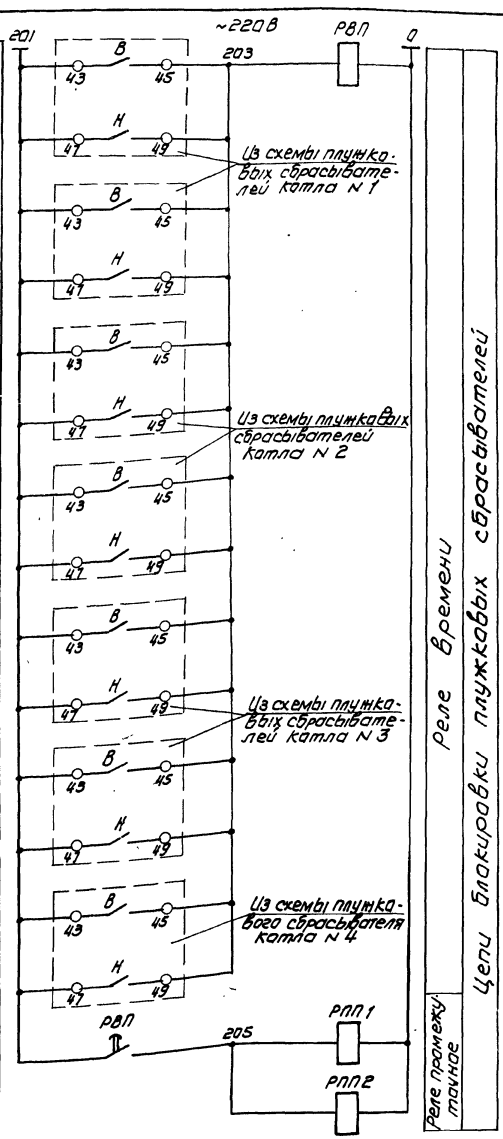 201 ~220В РВП 0
В 203
43 45
Н
47 49
Из схемы плужко-
вых сбрасывате-
лей котла N 1
В
43 45
Н
47 49
В
43 45
Н
47 49
Из схемы плужковых
сбрасывателей
котла N 2
В
43 45
Н
47 49
В
43 45
Н
47 49
Из схемы плужко-
вых сбрасывате-
лей котла N 3
В
43 45
Н
47 49
В
43 45
Из схемы плужко-
вого сбрасывателя
котла N 4
Н
47 49
РВП 205 РПП1
РПП2
Реле времени
Реле промежу-
точное
Цепи блокировки плужковых сбрасывателей